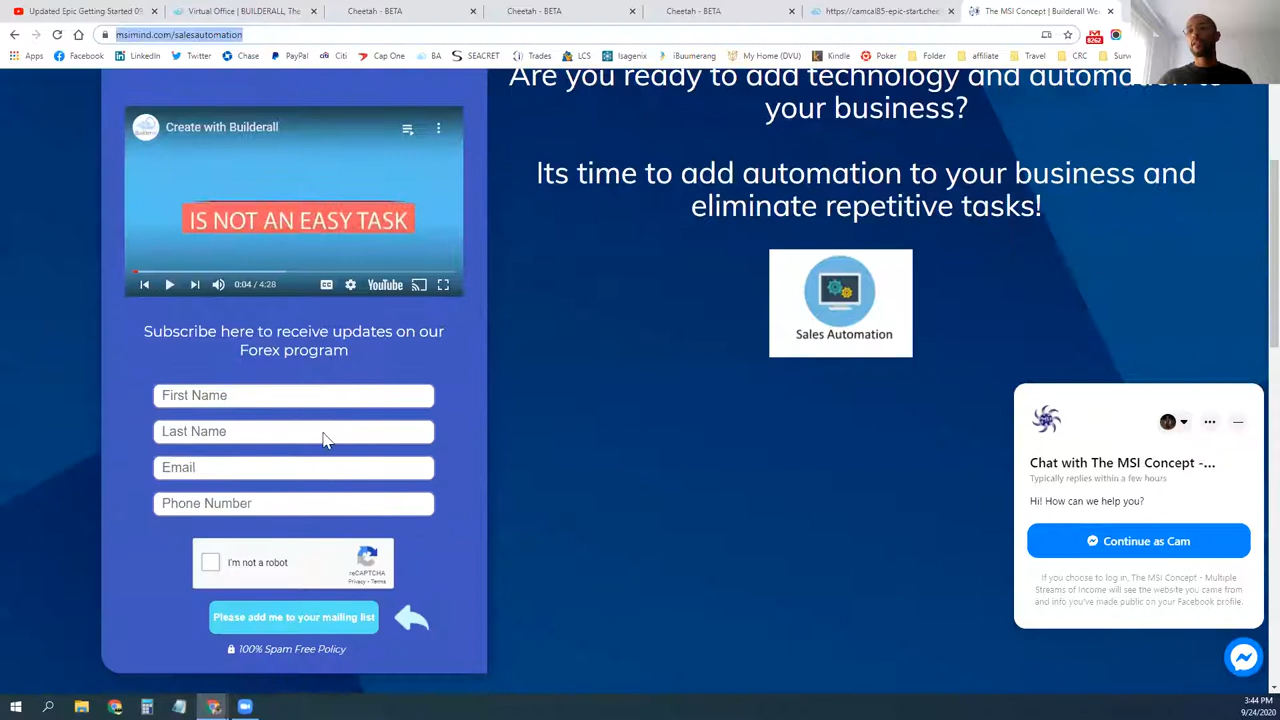 Updated Epic Getting Started 09
Virtual Office | BUILDERALL, The
Cheetah - BETA
Cheetah - BETA
Cheetah - BETA
https://camcal85-epic-start.chee
The MSI Concept | Builderall We
msimind.com/salesautomation
Apps
Facebook
LinkedIn
Twitter
Chase
PayPal
Citi
Cap One
BA
SEACRET
Trades
LCS
Isagenix
iBuumerang
My Home (DVU)
Kindle
Poker
Folder
affiliate
Travel
CRC
Surv
Are you ready to add technology and automation to
your business?
Its time to add automation to your business and
eliminate repetitive tasks!
Sales Automation
Create with Builderall
IS NOT AN EASY TASK
0:04 / 4:28
YouTube
Subscribe here to receive updates on our
Forex program
First Name
Last Name
Email
Phone Number
I'm not a robot
reCAPTCHA
Privacy - Terms
Please add me to your mailing list
100% Spam Free Policy
Chat with The MSI Concept -...
Typically replies within a few hours
Hi! How can we help you?
Continue as Cam
If you choose to log in, The MSI Concept - Multiple
Streams of Income will see the website you came from
and info you've made public on your Facebook profile.
3:44 PM
9/24/2020